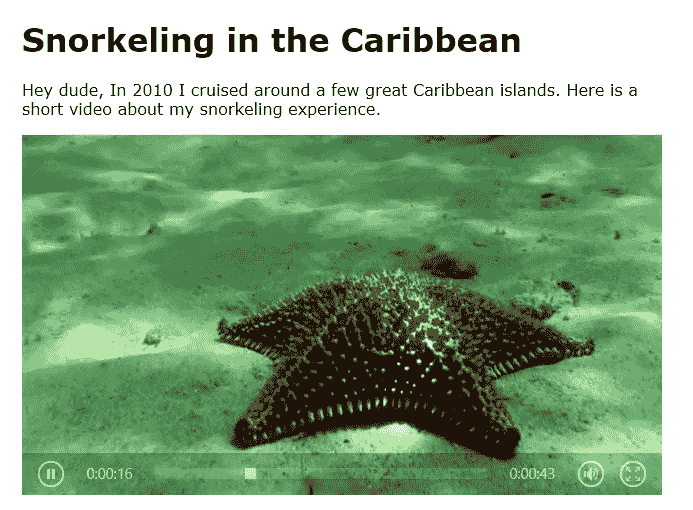 Snorkeling in the Caribbean
Hey dude, In 2010 I cruised around a few great Caribbean islands. Here is a
short video about my snorkeling experience.
0:00:16 0:00:43